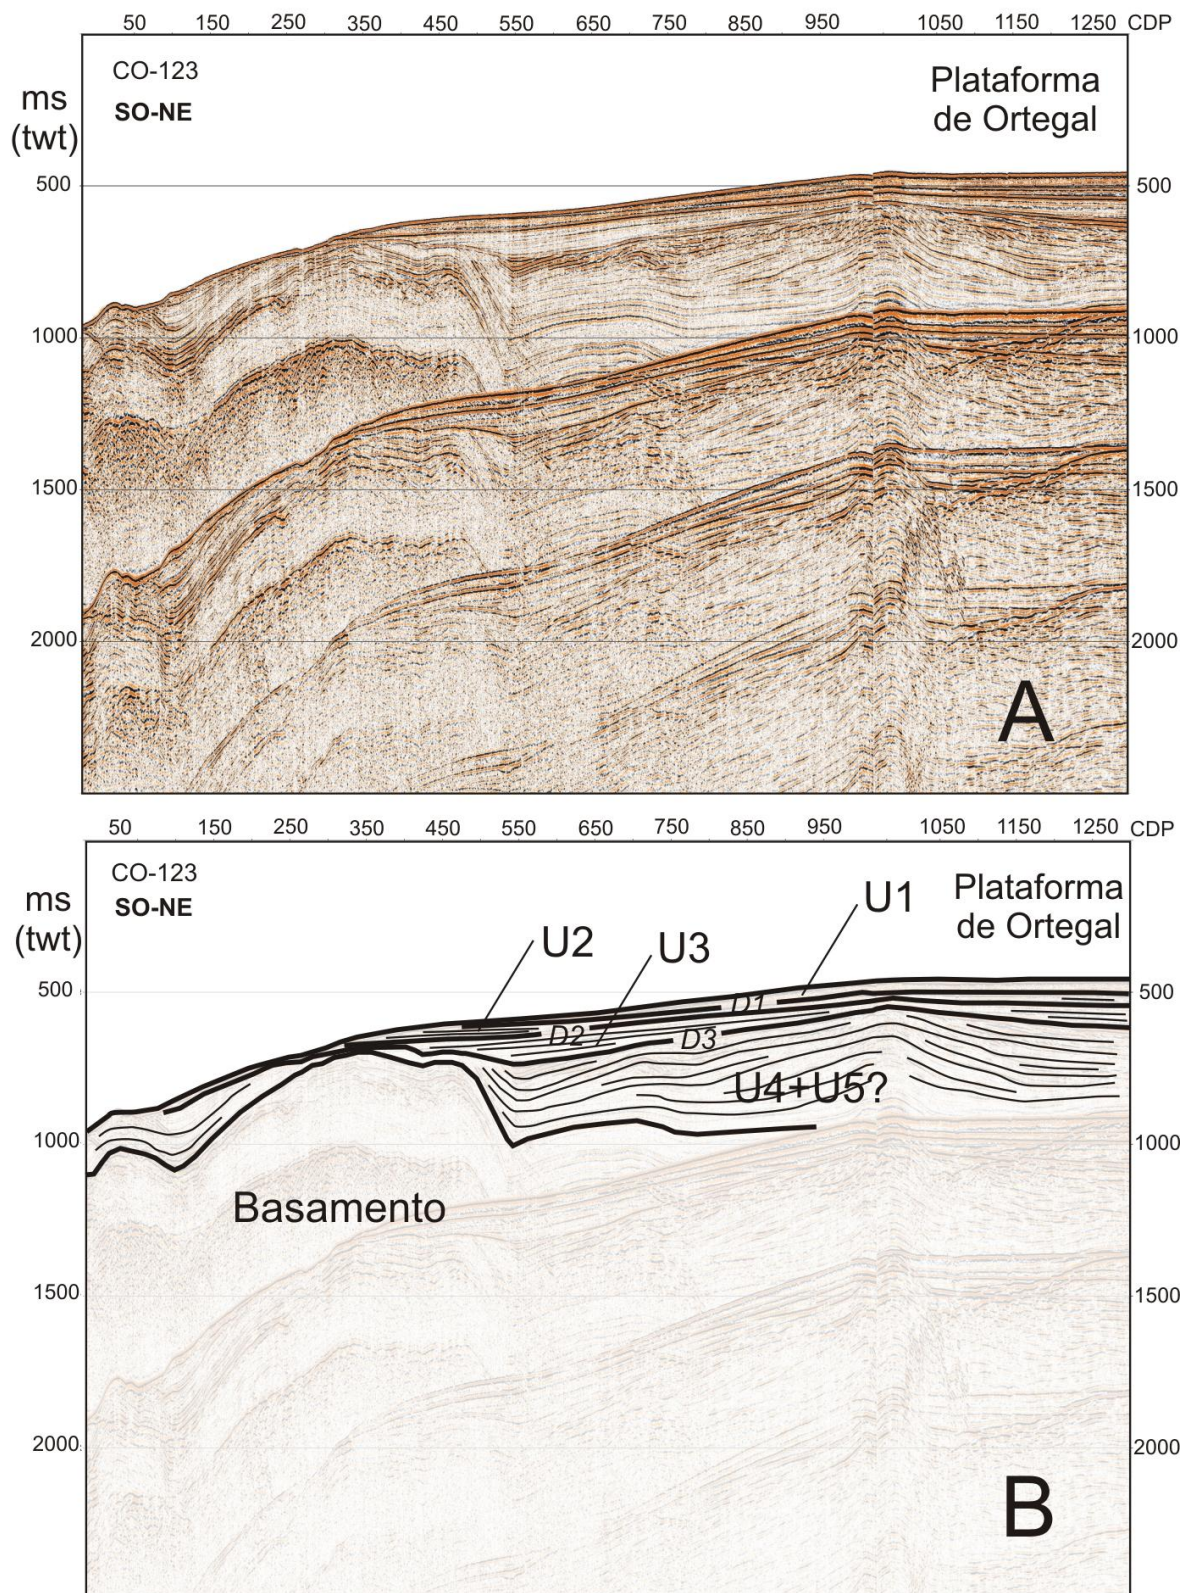 50 150 250 350 450 550 650 750 850 950 1050 1150 1250 CDP
CO-123
SO-NE
Plataforma
de Ortegal
ms
(twt)
500 500
1000 1000
1500 1500
2000 2000
A
50 150 250 350 450 550 650 750 850 950 1050 1150 1250 CDP
CO-123
SO-NE
Plataforma
de Ortegal
ms
(twt)
U1
U2
U3
500 500
D1
D2
D3
U4+U5?
1000 1000
Basamento
1500 1500
2000 2000
B